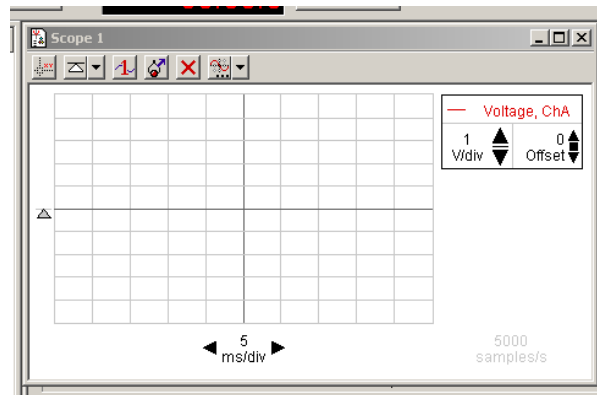 Scope 1
Voltage, ChA
1
V/div
0
Offset
5
ms/div
5000
samples/s